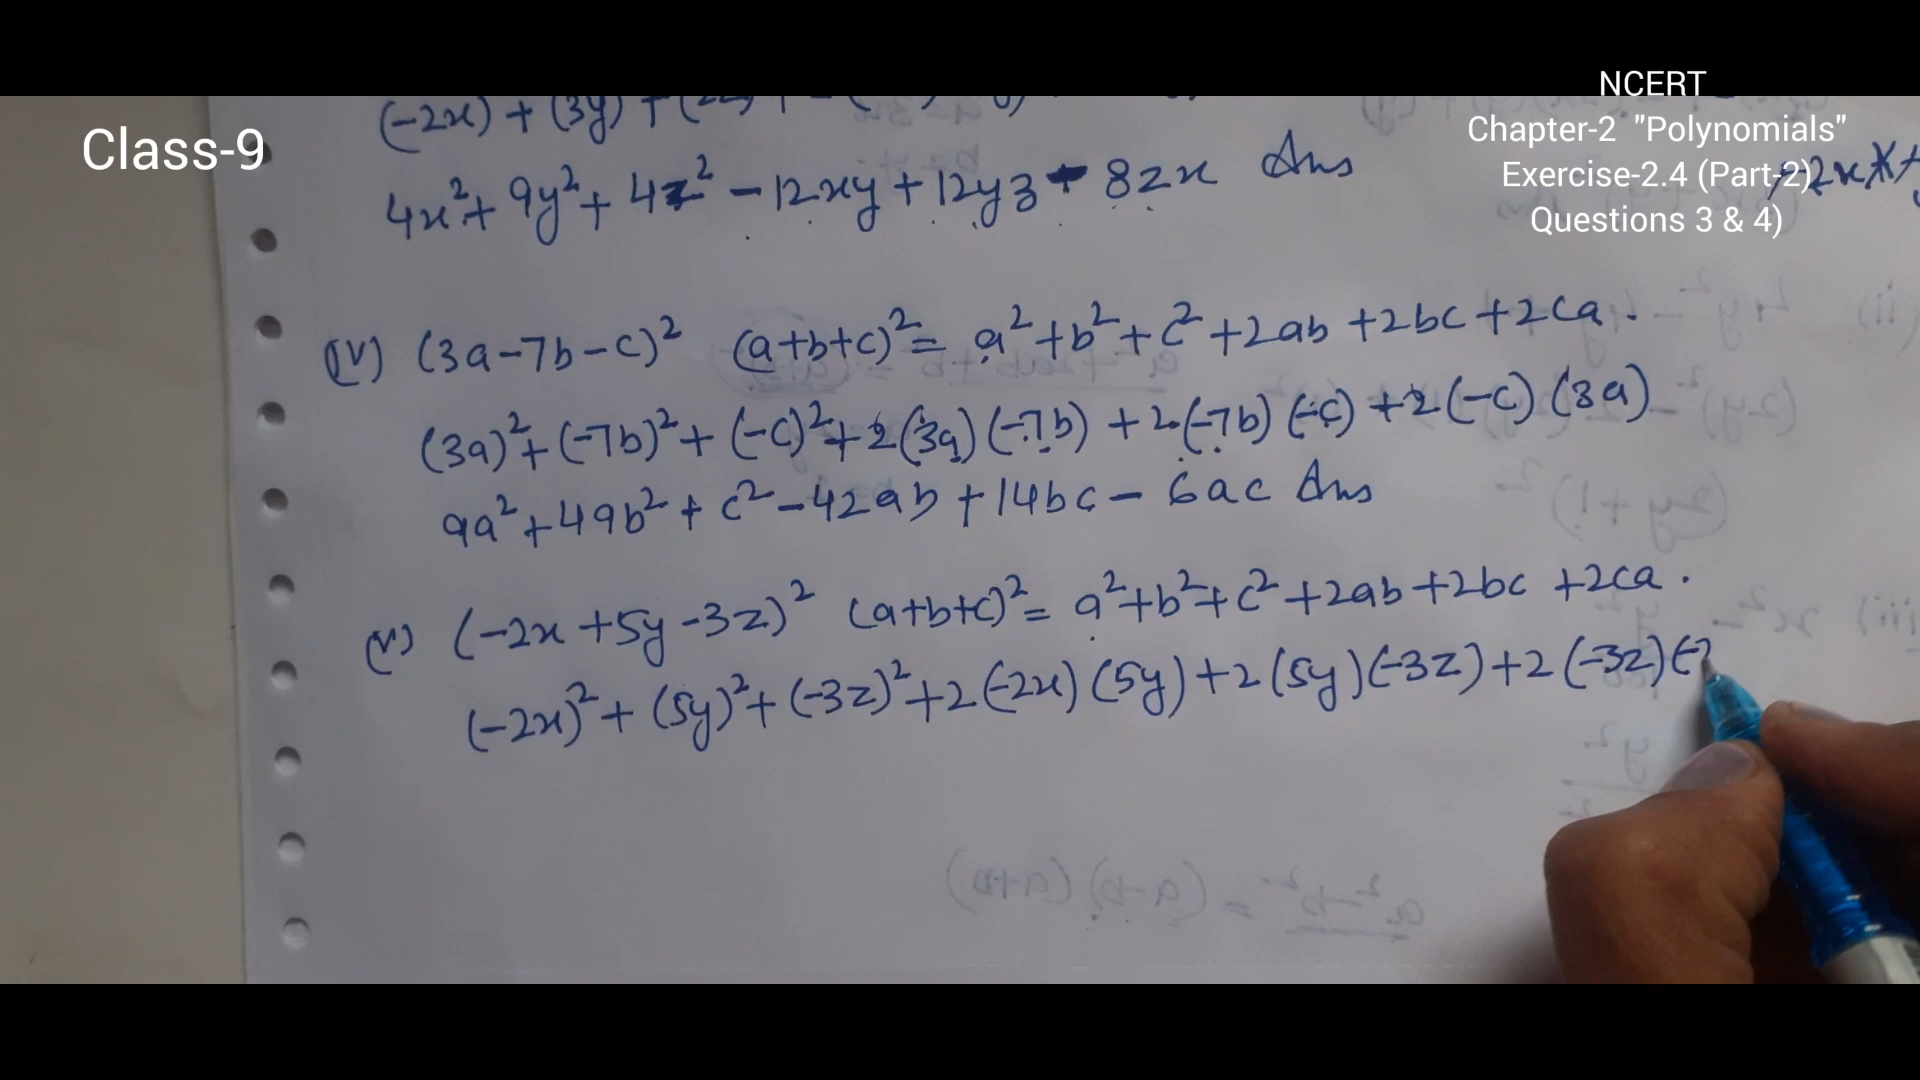 NCERT
Class-9
Chapter-2 "Polynomials"
Exercise-2.4 (Part-2)
Questions 3 & 4)
(-2x) + (3y) +
4x²+ 9y²+ 4z² - 12xy + 12yz - 8zx Ans
(IV) (3a-7b-c)² (a+b+c)² = a²+b²+c²+2ab+2bc+2ca.
(3a)²+(-7b)²+(-c)²+2(3a)(-7b)+2(-7b)(-c)+2(-c)(3a)
9a²+49b²+c²-42ab+14bc-6ac Ans
(V) (-2x+5y-3z)² (a+b+c)²=a²+b²+c²+2ab+2bc+2ca.
(-2x)²+(5y)²+(-3z)²+2(-2x)(5y)+2(5y)(-3z)+2(-3z)(-2